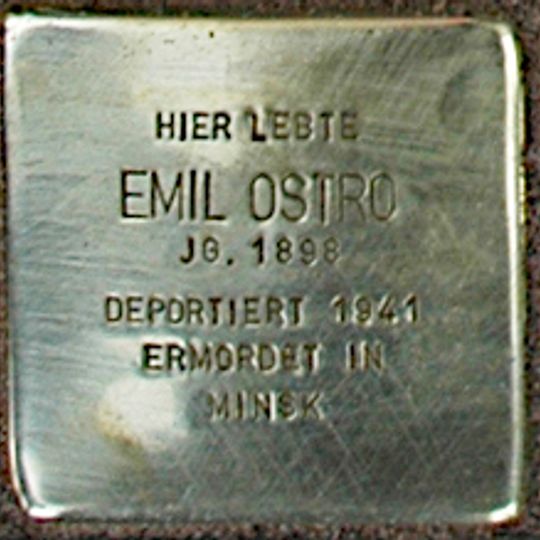 HIER LEBTE
EMIL OSTRO
JG. 1898
DEPORTIERT 1941
ERMORDET IN
MINSK